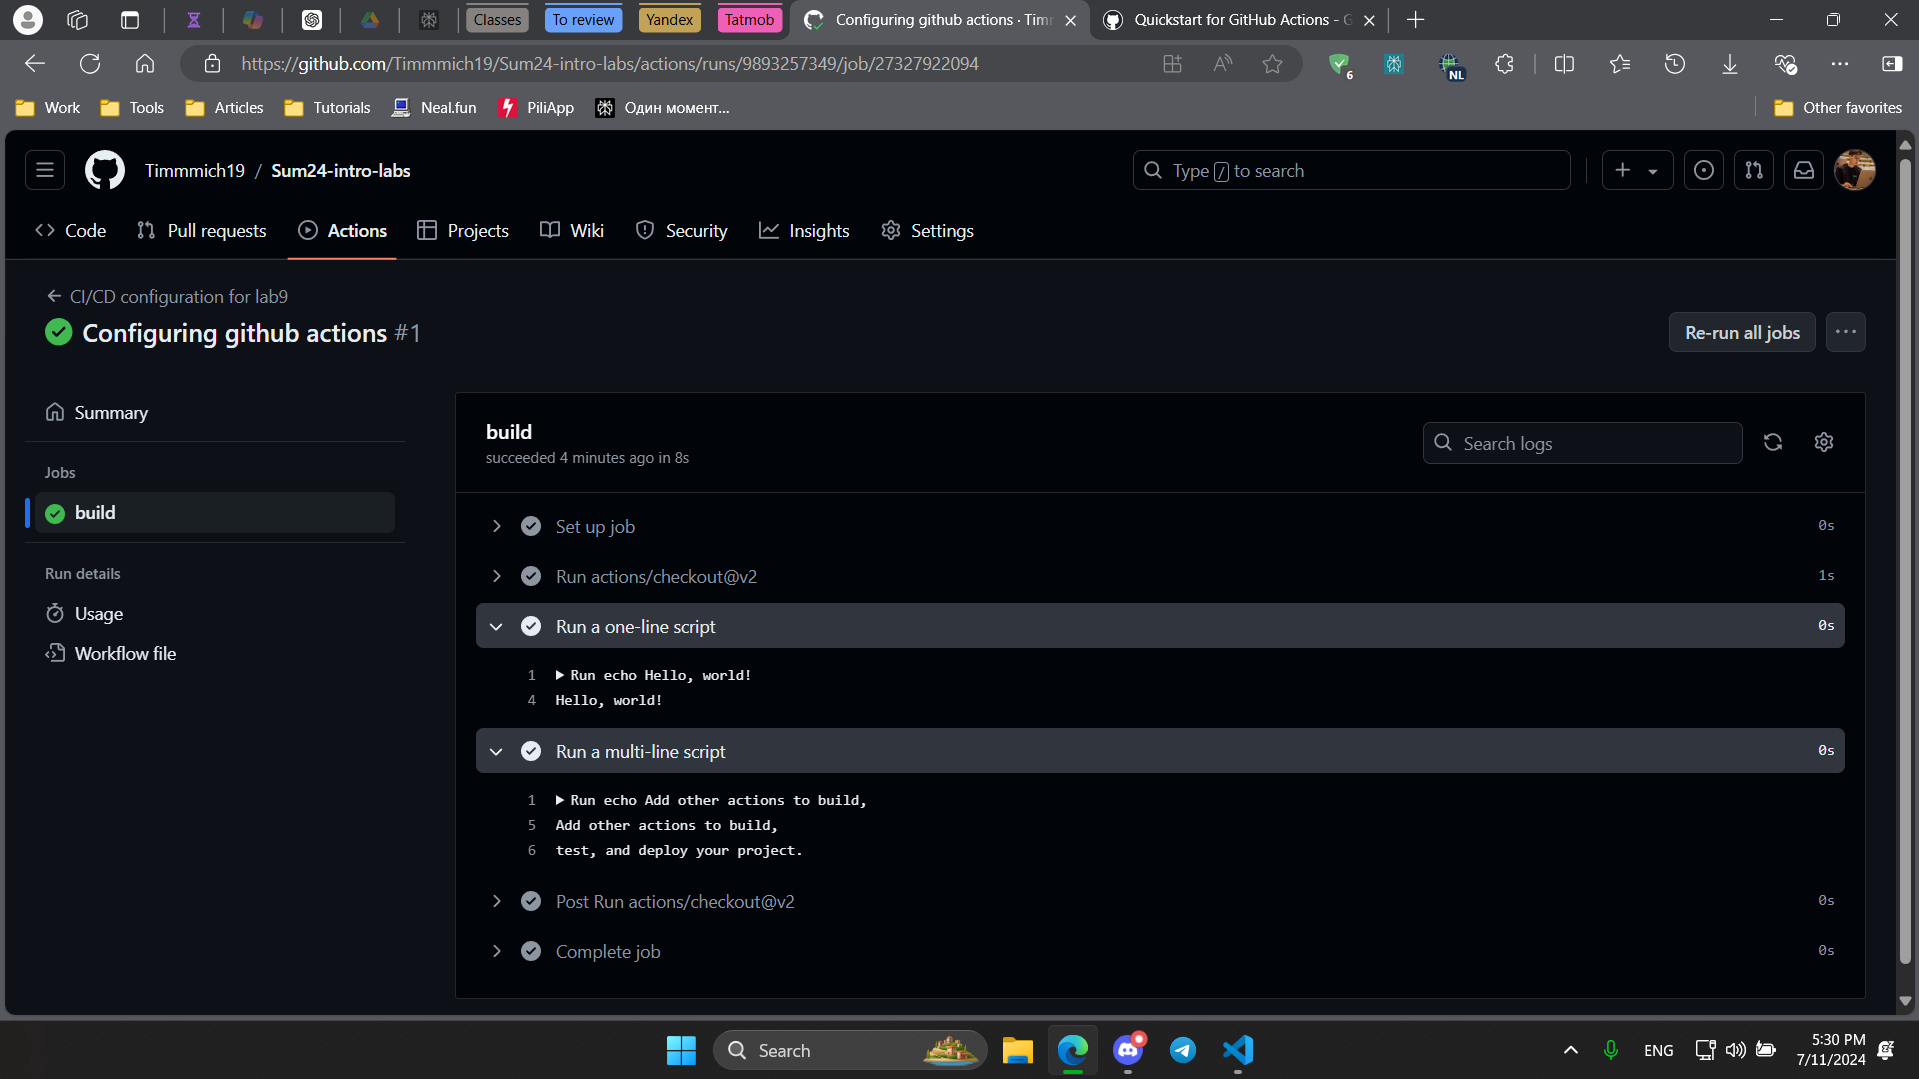 Classes
To review
Yandex
Tatmob
Configuring github actions · Timm
Quickstart for GitHub Actions - G
https://github.com/Timmmich19/Sum24-intro-labs/actions/runs/9893257349/job/27327922094
6
NL
Work
Tools
Articles
Tutorials
Neal.fun
PiliApp
Один момент...
Other favorites
Timmmich19 / Sum24-intro-labs
Type / to search
Code
Pull requests
Actions
Projects
Wiki
Security
Insights
Settings
CI/CD configuration for lab9
Configuring github actions #1
Re-run all jobs
Summary
Jobs
build
Run details
Usage
Workflow file
build
succeeded 4 minutes ago in 8s
Search logs
Set up job 0s
Run actions/checkout@v2 1s
Run a one-line script 0s
1 Run echo Hello, world!
4 Hello, world!
Run a multi-line script 0s
1 Run echo Add other actions to build,
5 Add other actions to build,
6 test, and deploy your project.
Post Run actions/checkout@v2 0s
Complete job 0s
Search
ENG
5:30 PM
7/11/2024